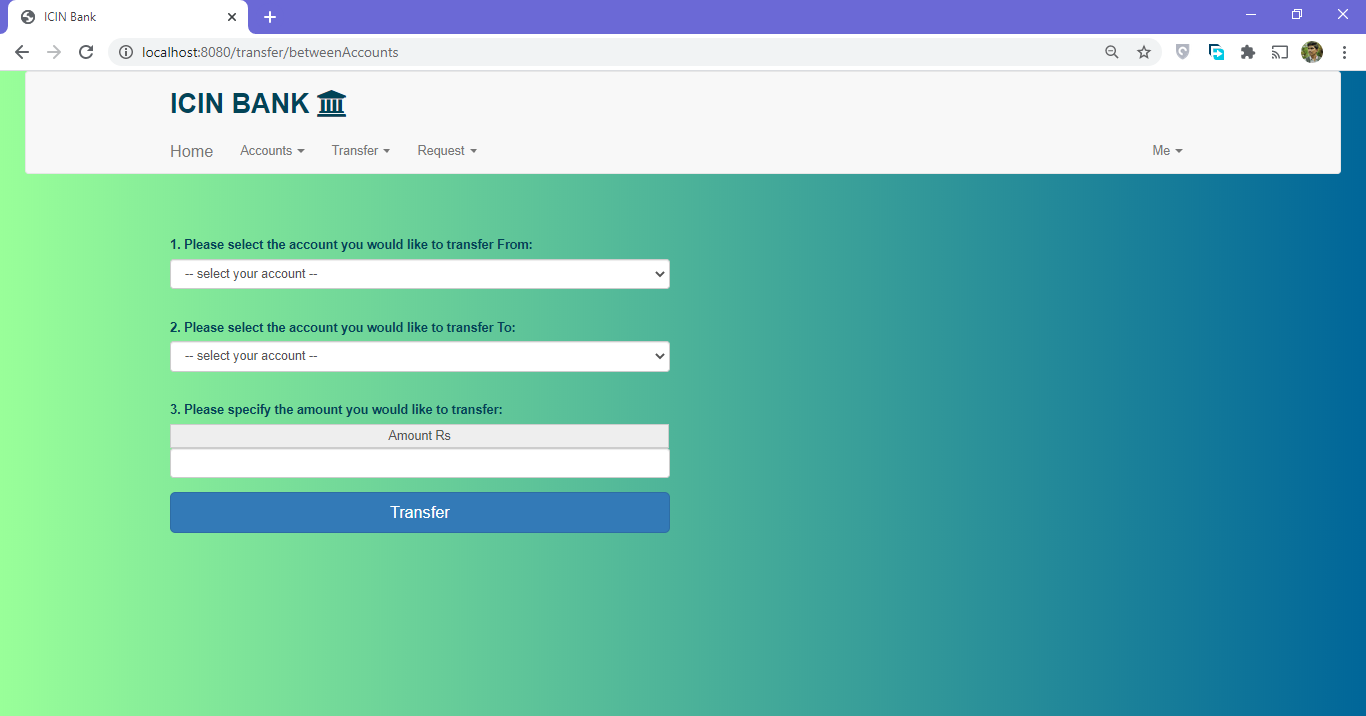 ICIN Bank
localhost:8080/transfer/betweenAccounts
ICIN BANK
Home Accounts Transfer Request Me
1. Please select the account you would like to transfer From:
-- select your account --
2. Please select the account you would like to transfer To:
-- select your account --
3. Please specify the amount you would like to transfer:
Amount Rs
Transfer